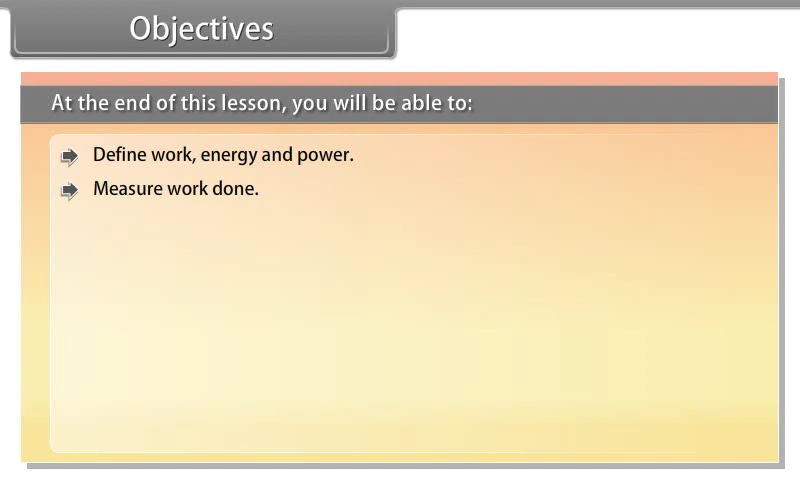 Objectives
At the end of this lesson, you will be able to:
Define work, energy and power.
Measure work done.